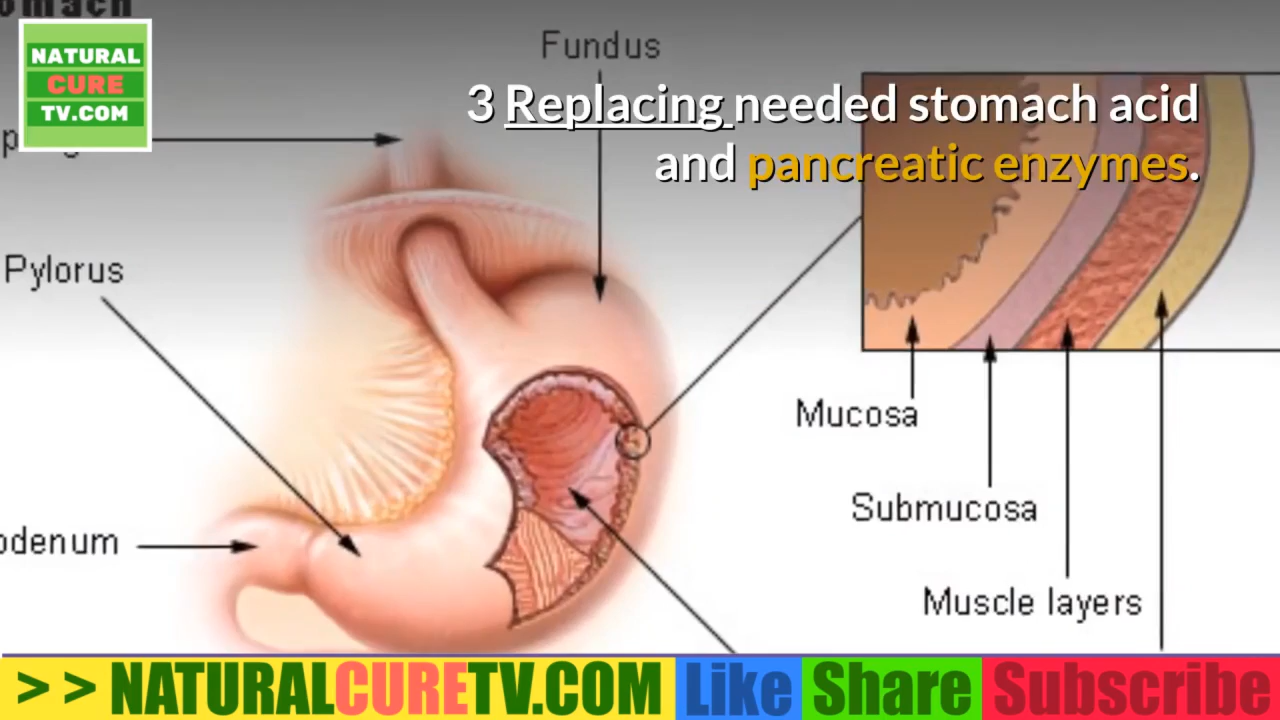 NATURAL
CURE
TV.COM
Fundus
3 Replacing needed stomach acid
and pancreatic enzymes.
Pylorus
Mucosa
Submucosa
Muscle layers
> > NATURALCURETV.COM Like Share Subscribe